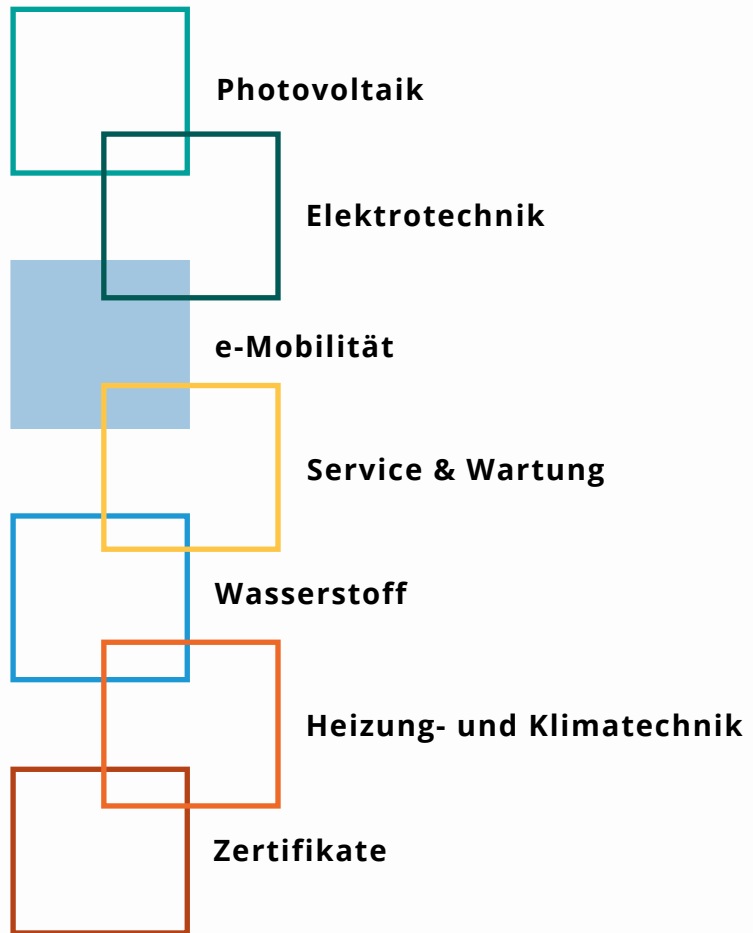 Photovoltaik
Elektrotechnik
e-Mobilität
Service & Wartung
Wasserstoff
Heizung- und Klimatechnik
Zertifikate